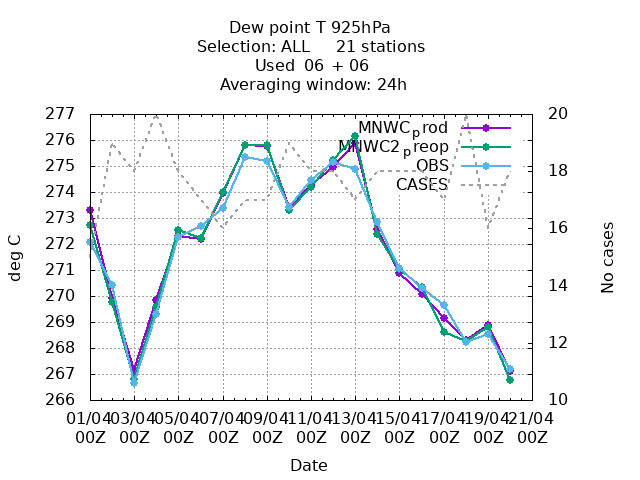 Dew point T 925hPa
Selection: ALL 21 stations
Used 06 + 06
Averaging window: 24h
277
276
275
274
273
272
271
270
269
268
267
266
deg C
20
18
16
14
12
10
No cases
MNWCprod
MNWC2preop
OBS
CASES
01/04 03/04 05/04 07/04 09/04 11/04 13/04 15/04 17/04 19/04 21/04
00Z 00Z 00Z 00Z 00Z 00Z 00Z 00Z 00Z 00Z 00Z
Date